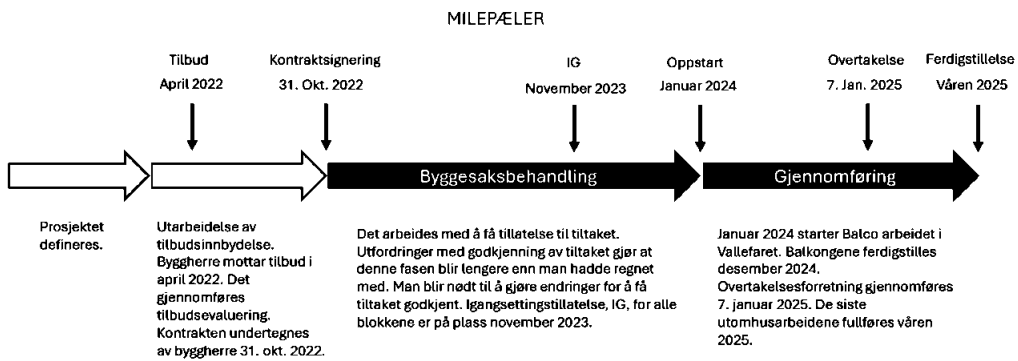 MILEPÆLER
Tilbud
April 2022
Kontraktsignering
31. Okt. 2022
IG
November 2023
Oppstart
Januar 2024
Overtakelse
7. Jan. 2025
Ferdigstillelse
Våren 2025
Byggesaksbehandling
Gjennomføring
Prosjektet
defineres.
Utarbeidelse av
tilbudsinnbydelse.
Byggherre mottar tilbud i
april 2022. Det
gjennomføres
tilbudsevaluering.
Kontrakten undertegnes
av byggherre 31. okt. 2022.
Det arbeides med å få tillatelse til tiltaket.
Utfordringer med godkjenning av tiltaket gjør at
denne fasen blir lengere enn man hadde regnet
med. Man blir nødt til å gjøre endringer for å få
tiltaket godkjent. Igangsettingstillatelse, IG, for alle
blokkene er på plass november 2023.
Januar 2024 starter Balco arbeidet i
Vallefaret. Balkongene ferdigstilles
desember 2024.
Overtakelsesforretning gjennomføres
7. januar 2025. De siste
utomhusarbeidene fullføres våren
2025.